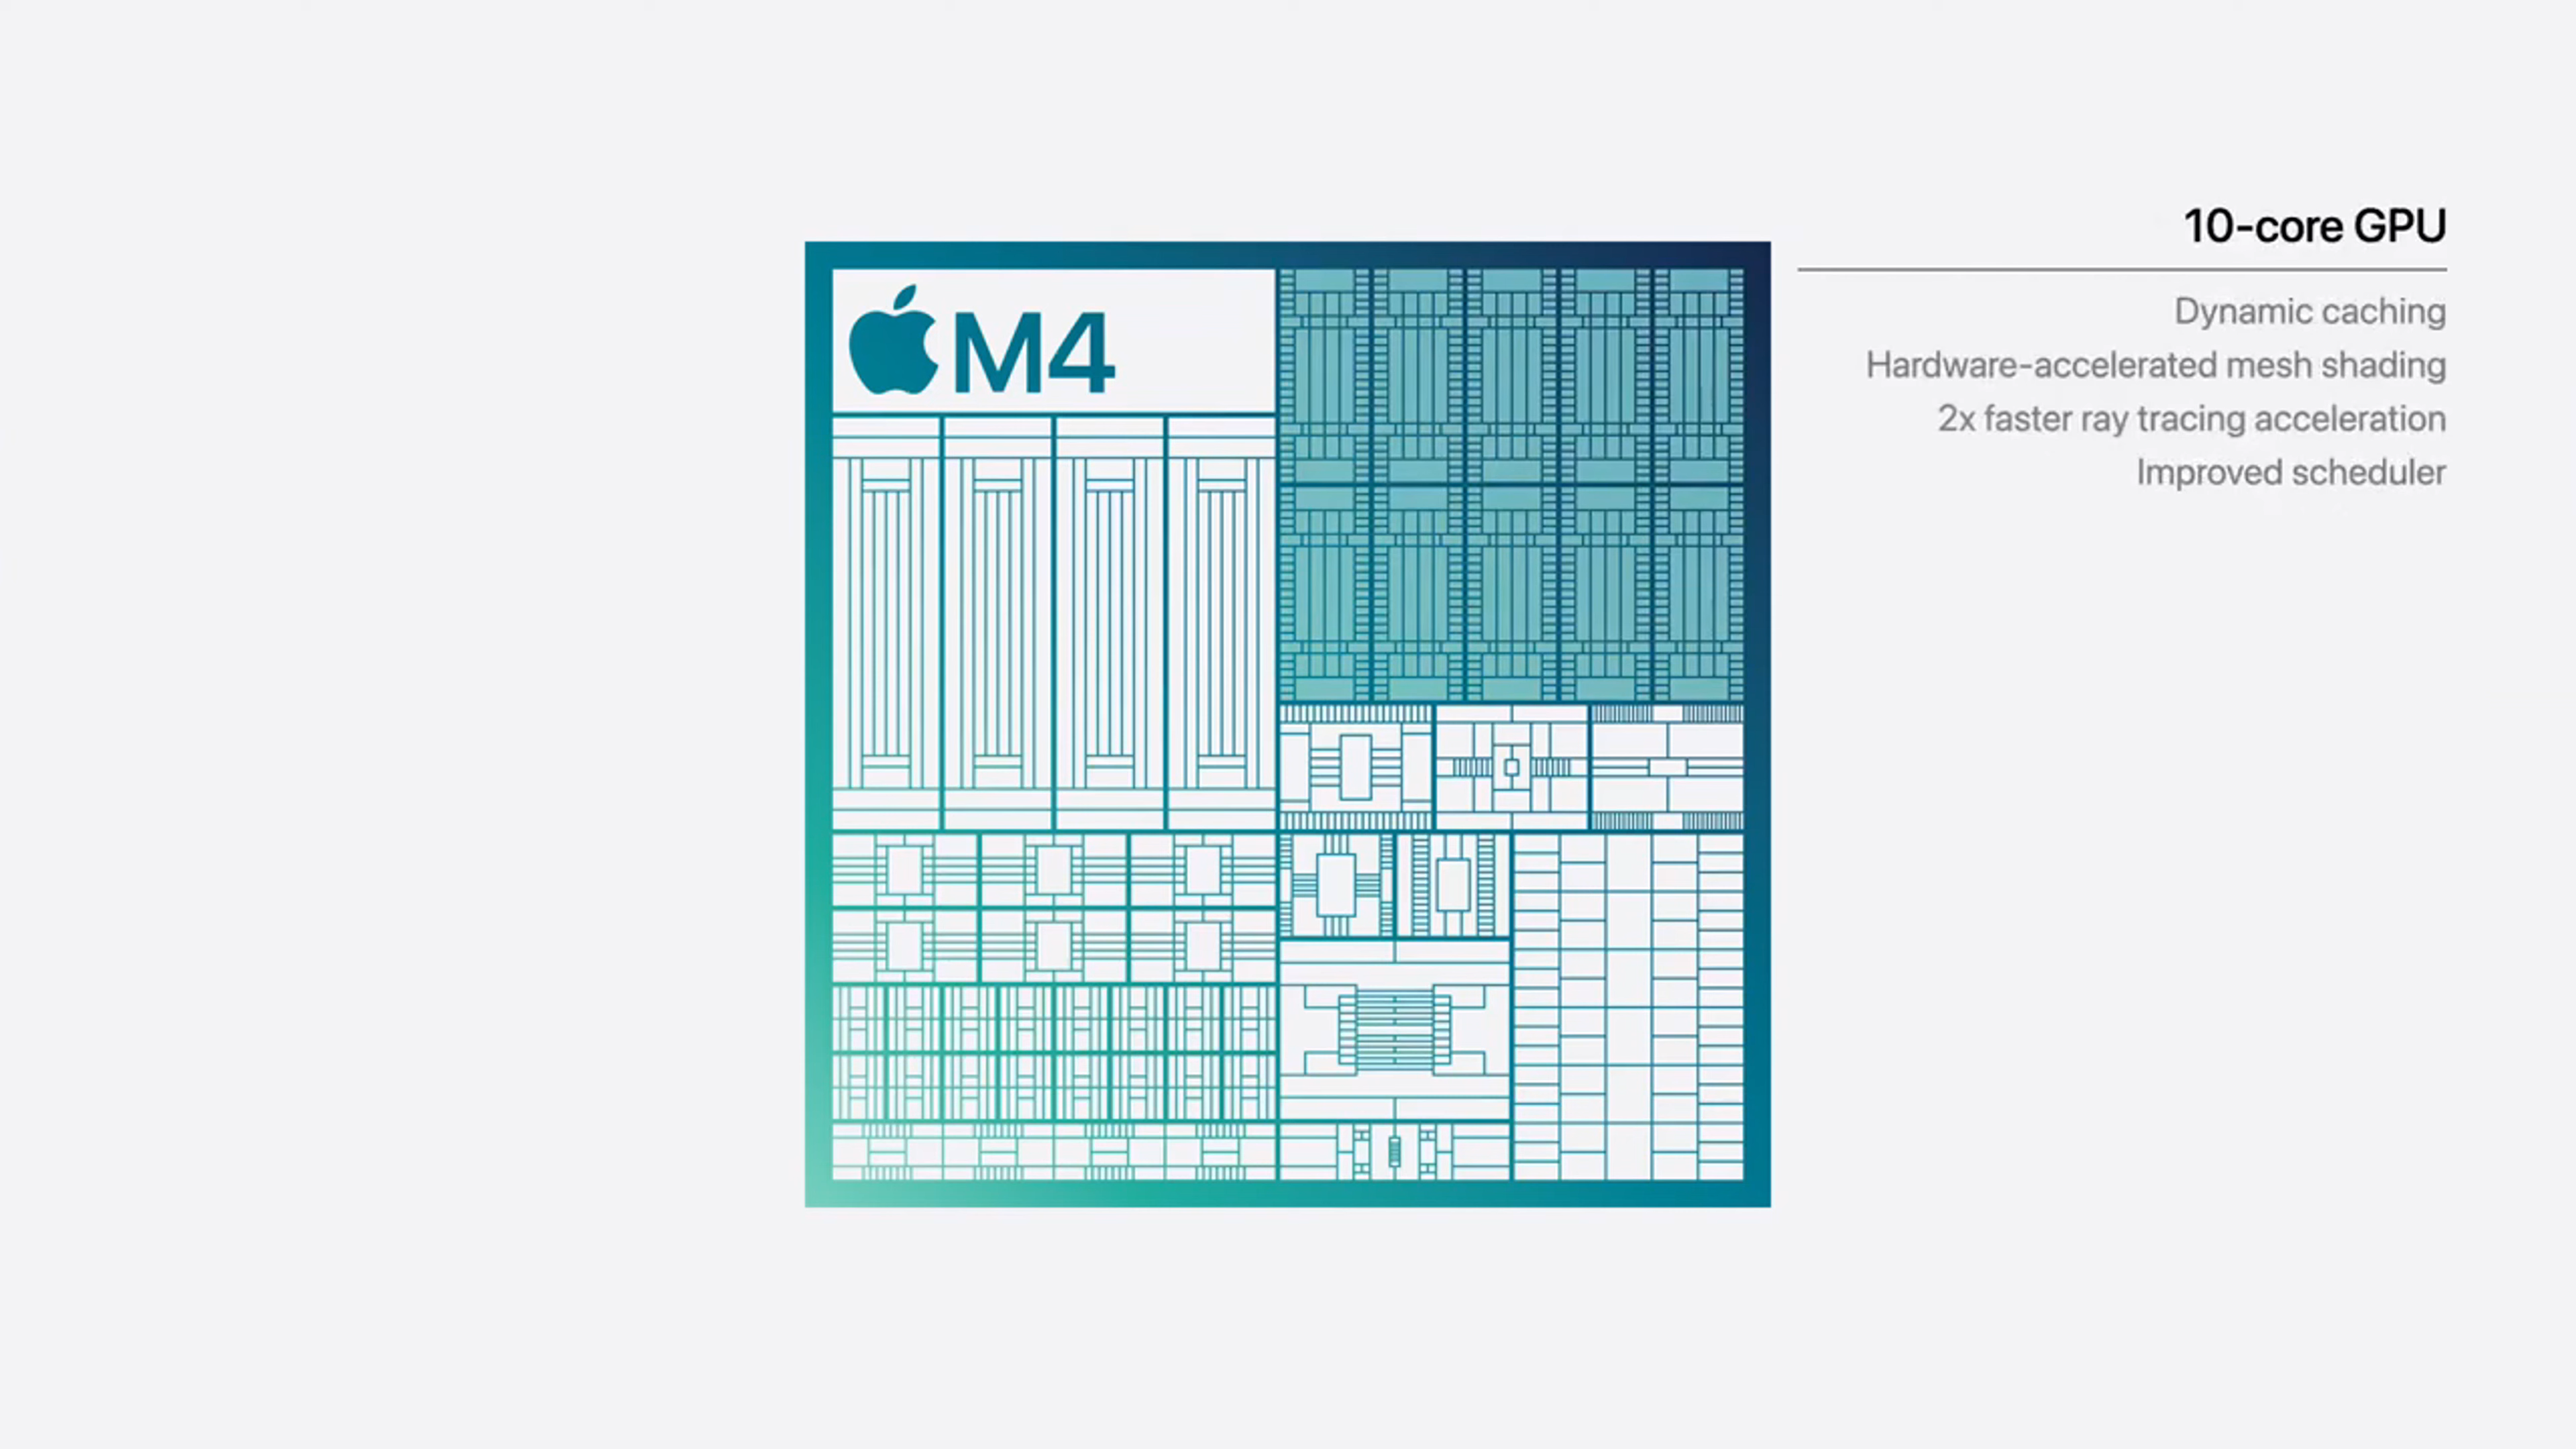 M4
10-core GPU
Dynamic caching
Hardware-accelerated mesh shading
2x faster ray tracing acceleration
Improved scheduler